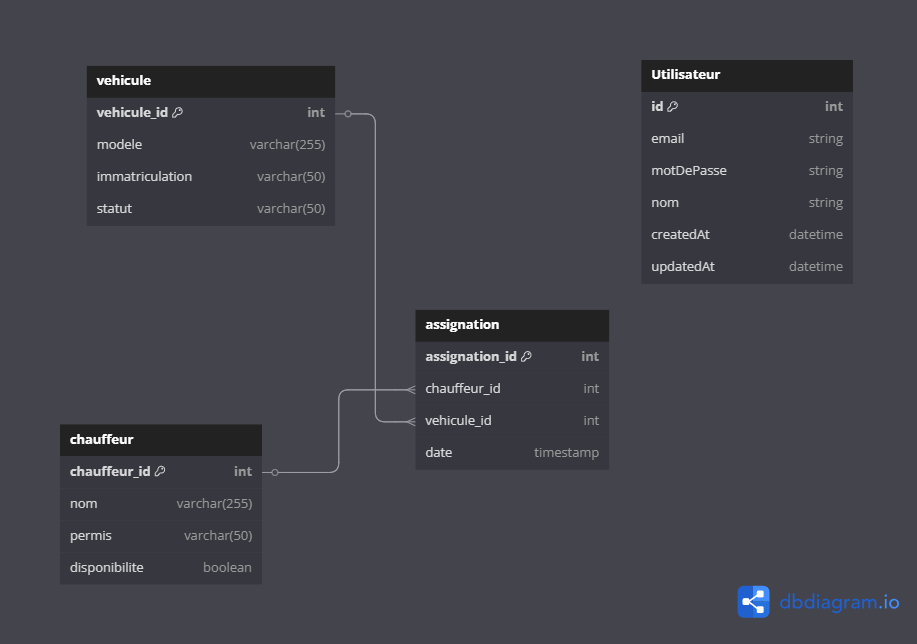 vehicule
vehicule_id int
modele varchar(255)
immatriculation varchar(50)
statut varchar(50)
Utilisateur
id int
email string
motDePasse string
nom string
createdAt datetime
updatedAt datetime
assignation
assignation_id int
chauffeur_id int
vehicule_id int
date timestamp
chauffeur
chauffeur_id int
nom varchar(255)
permis varchar(50)
disponibilite boolean
dbdiagram.io